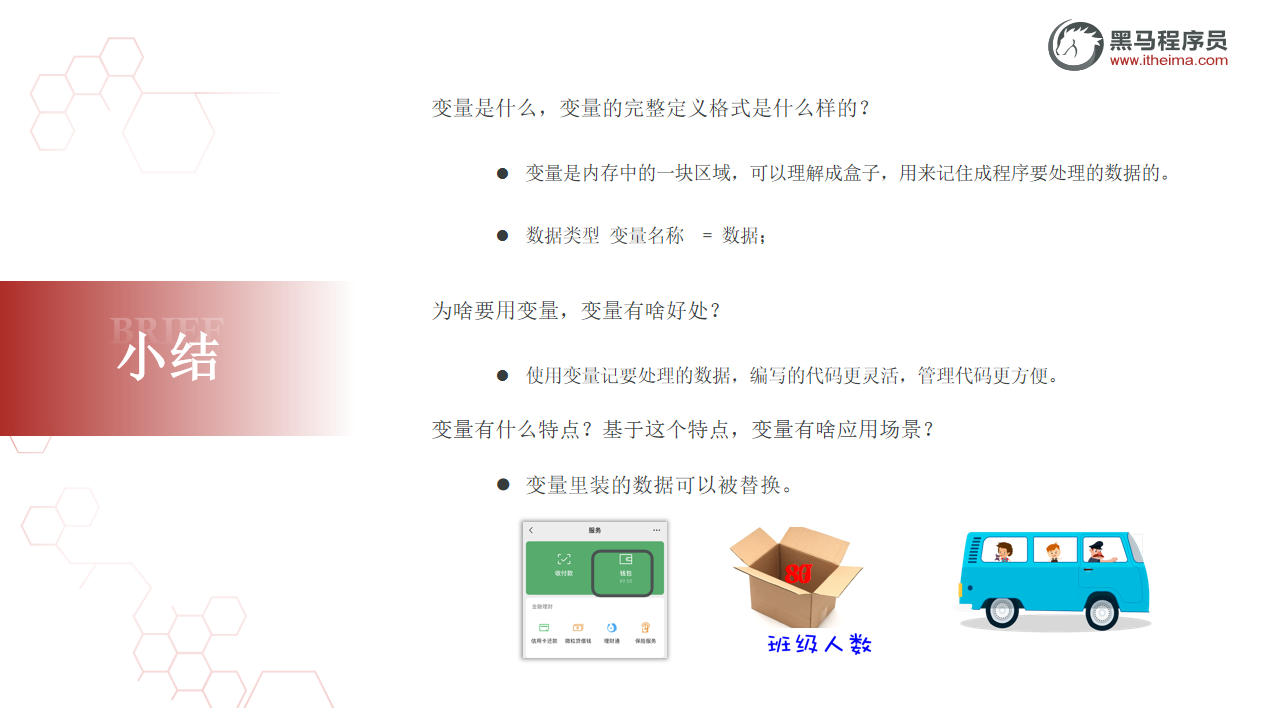 黑马程序员
www.itheima.com
变量是什么，变量的完整定义格式是什么样的？
变量是内存中的一块区域，可以理解成盒子，用来记住成程序要处理的数据的。
数据类型 变量名称 = 数据；
BRIEF
小结
为啥要用变量，变量有啥好处？
使用变量记要处理的数据，编写的代码更灵活，管理代码更方便。
变量有什么特点？基于这个特点，变量有啥应用场景？
变量里装的数据可以被替换。
服务
收付款 钱包
金融理财
信用卡还款 微粒贷借钱 理财通 保险服务
班级人数